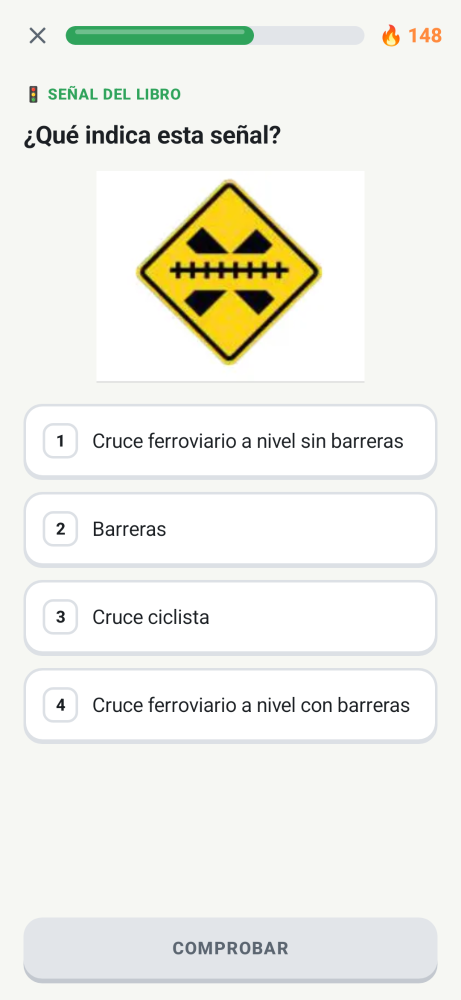 148
SEÑAL DEL LIBRO
¿Qué indica esta señal?
1 Cruce ferroviario a nivel sin barreras
2 Barreras
3 Cruce ciclista
4 Cruce ferroviario a nivel con barreras
COMPROBAR